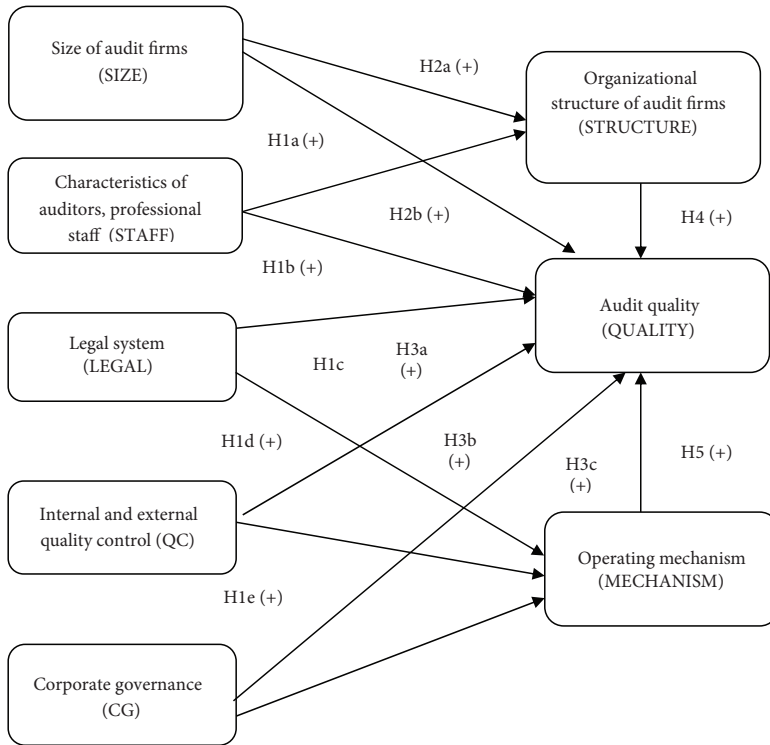 Size of audit firms
(SIZE)
H2a (+)
Organizational
structure of audit firms
(STRUCTURE)
H1a (+)
Characteristics of
auditors, professional
staff (STAFF)
H2b (+)
H4 (+)
H1b (+)
Audit quality
(QUALITY)
Legal system
(LEGAL)
H1c
H3a
(+)
H1d (+)
H3b
(+)
H3c
(+)
H5 (+)
Internal and external
quality control (QC)
Operating mechanism
(MECHANISM)
H1e (+)
Corporate governance
(CG)